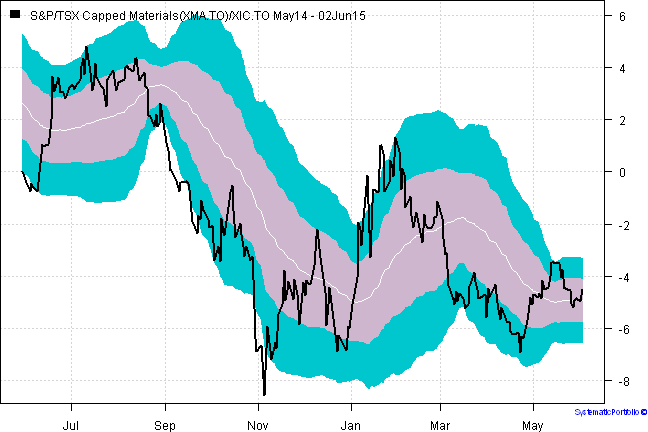 S&P/TSX Capped Materials(XMA.TO)/XIC.TO May14 - 02Jun15
6
4
2
0
-2
-4
-6
-8
Jul Sep Nov Jan Mar May
SystematicPortfolio ©